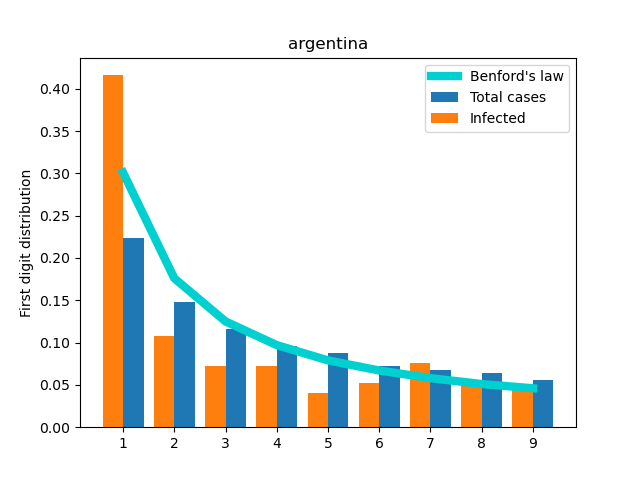 argentina
Benford's law
Total cases
Infected
First digit distribution
0.40
0.35
0.30
0.25
0.20
0.15
0.10
0.05
0.00
1 2 3 4 5 6 7 8 9